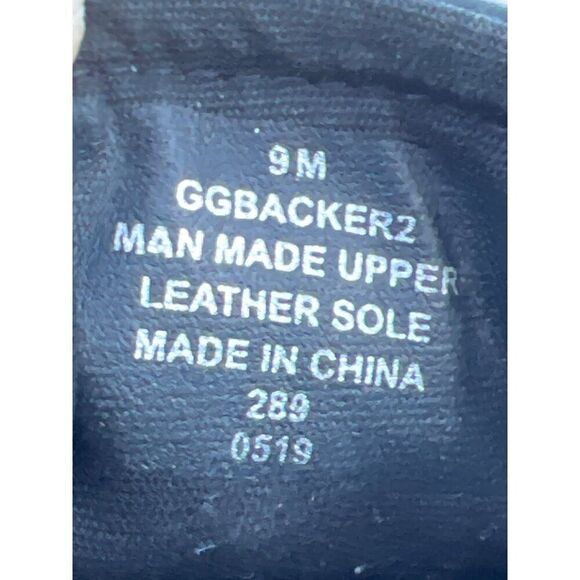 9 M
GGBACKER2
MAN MADE UPPER
LEATHER SOLE
MADE IN CHINA
289
0519